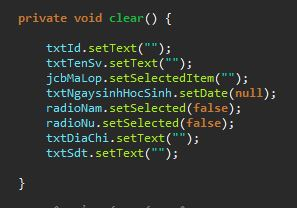 private void clear() {
txtId.setText("");
txtTenSv.setText("");
jcbMaLop.setSelectedItem("");
txtNgaysinhHocSinh.setDate(null);
radioNam.setSelected(false);
radioNu.setSelected(false);
txtDiaChi.setText("");
txtSdt.setText("");
}